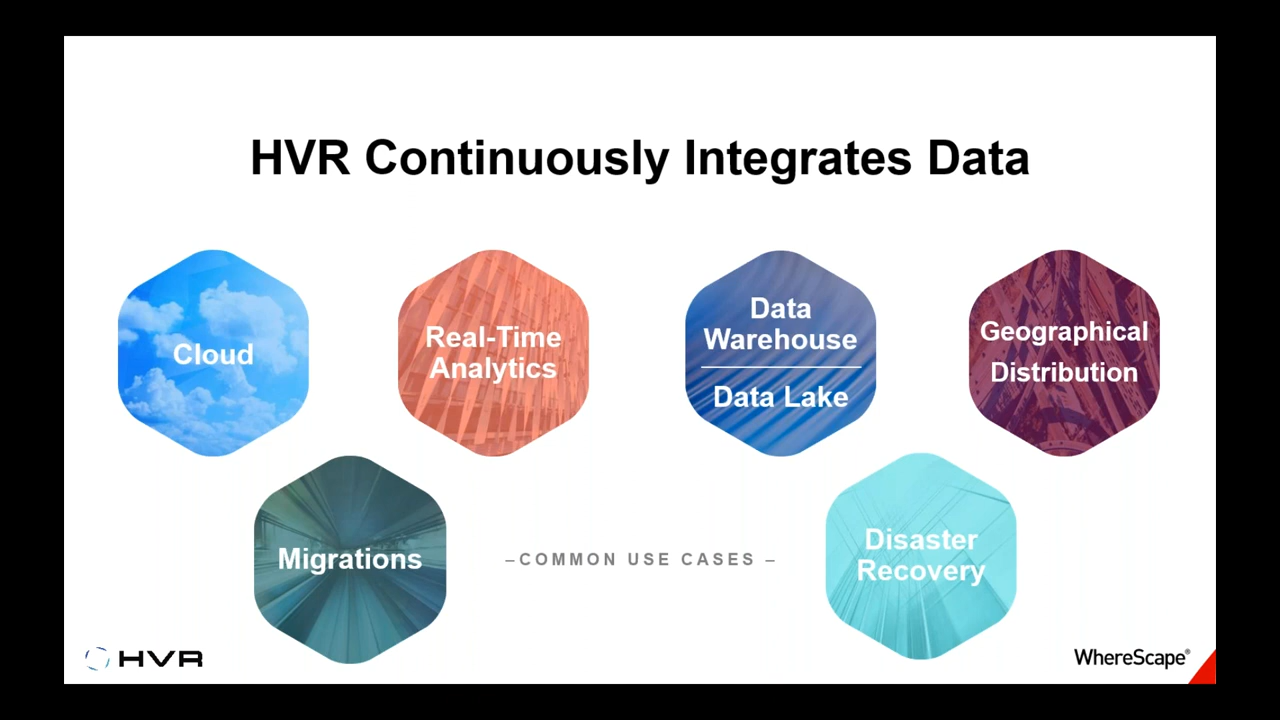 HVR Continuously Integrates Data
Cloud
Real-Time
Analytics
Data
Warehouse
Data Lake
Geographical
Distribution
Migrations
–COMMON USE CASES –
Disaster
Recovery
HVR
WhereScape®